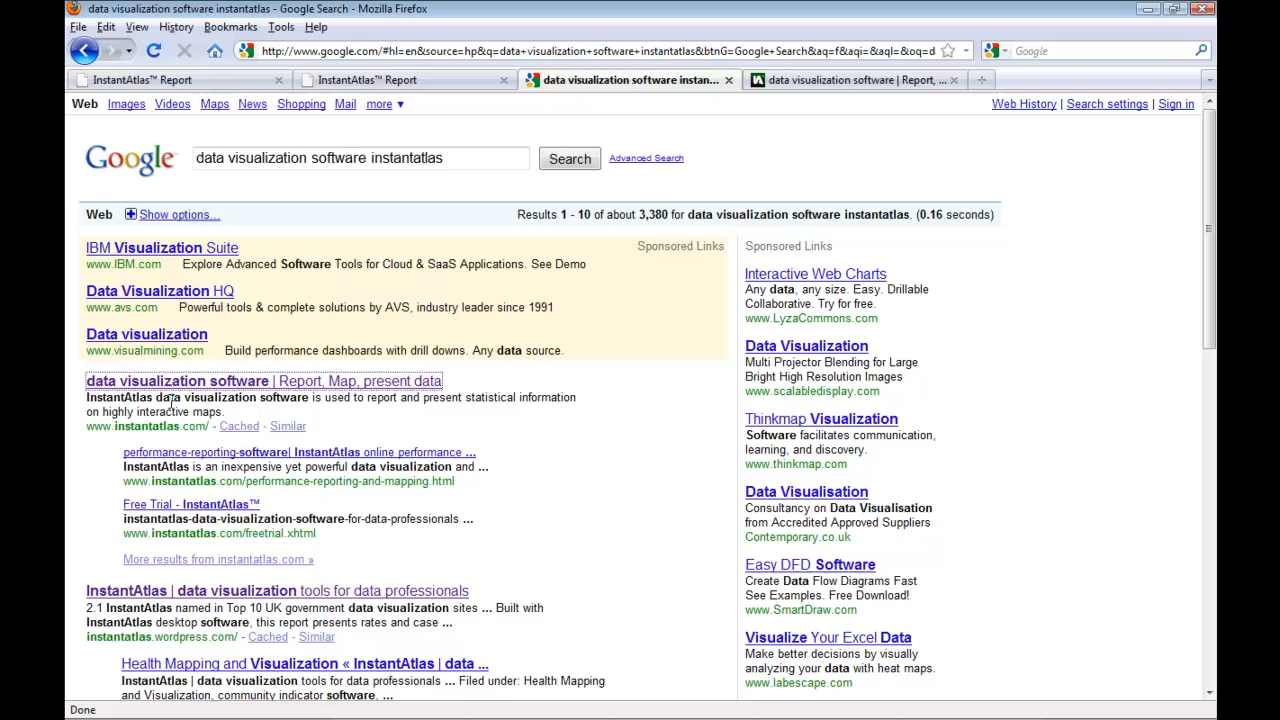 data visualization software instantatlas - Google Search - Mozilla Firefox
File Edit View History Bookmarks Tools Help
http://www.google.com/#hl=en&source=hp&q=data+visualization+software+instantatlas&btnG=Google+Search&aq=f&aqi=&aql=&oq=d Google
InstantAtlas™ Report InstantAtlas™ Report data visualization software instan... data visualization software | Report, ...
Web Images Videos Maps News Shopping Mail more ▼ Web History | Search settings | Sign in
Google data visualization software instantatlas Search Advanced Search
Web Show options... Results 1 - 10 of about 3,380 for data visualization software instantatlas. (0.16 seconds)
IBM Visualization Suite Sponsored Links
www.IBM.com Explore Advanced Software Tools for Cloud & SaaS Applications. See Demo
Data Visualization HQ
www.avs.com Powerful tools & complete solutions by AVS, industry leader since 1991
Data visualization
www.visualmining.com Build performance dashboards with drill downs. Any data source.
data visualization software | Report, Map, present data
InstantAtlas data visualization software is used to report and present statistical information
on highly interactive maps.
www.instantatlas.com/ - Cached - Similar
performance-reporting-software| InstantAtlas online performance ...
InstantAtlas is an inexpensive yet powerful data visualization and ...
www.instantatlas.com/performance-reporting-and-mapping.html
Free Trial - InstantAtlas™
instantatlas-data-visualization-software-for-data-professionals ...
www.instantatlas.com/freetrial.xhtml
More results from instantatlas.com »
InstantAtlas | data visualization tools for data professionals
2.1 InstantAtlas named in Top 10 UK government data visualization sites ... Built with
InstantAtlas desktop software, this report presents rates and case ...
instantatlas.wordpress.com/ - Cached - Similar
Health Mapping and Visualization « InstantAtlas | data ...
InstantAtlas | data visualization tools for data professionals ... Filed under: Health Mapping
and Visualization, community indicator software, ...
Sponsored Links
Interactive Web Charts
Any data, any size. Easy. Drillable
Collaborative. Try for free.
www.LyzaCommons.com
Data Visualization
Multi Projector Blending for Large
Bright High Resolution Images
www.scalabledisplay.com
Thinkmap Visualization
Software facilitates communication,
learning, and discovery.
www.thinkmap.com
Data Visualisation
Consultancy on Data Visualisation
from Accredited Approved Suppliers
Contemporary.co.uk
Easy DFD Software
Create Data Flow Diagrams Fast
See Examples. Free Download!
www.SmartDraw.com
Visualize Your Excel Data
Make better decisions by visually
analyzing your data with heat maps.
www.labescape.com
Done